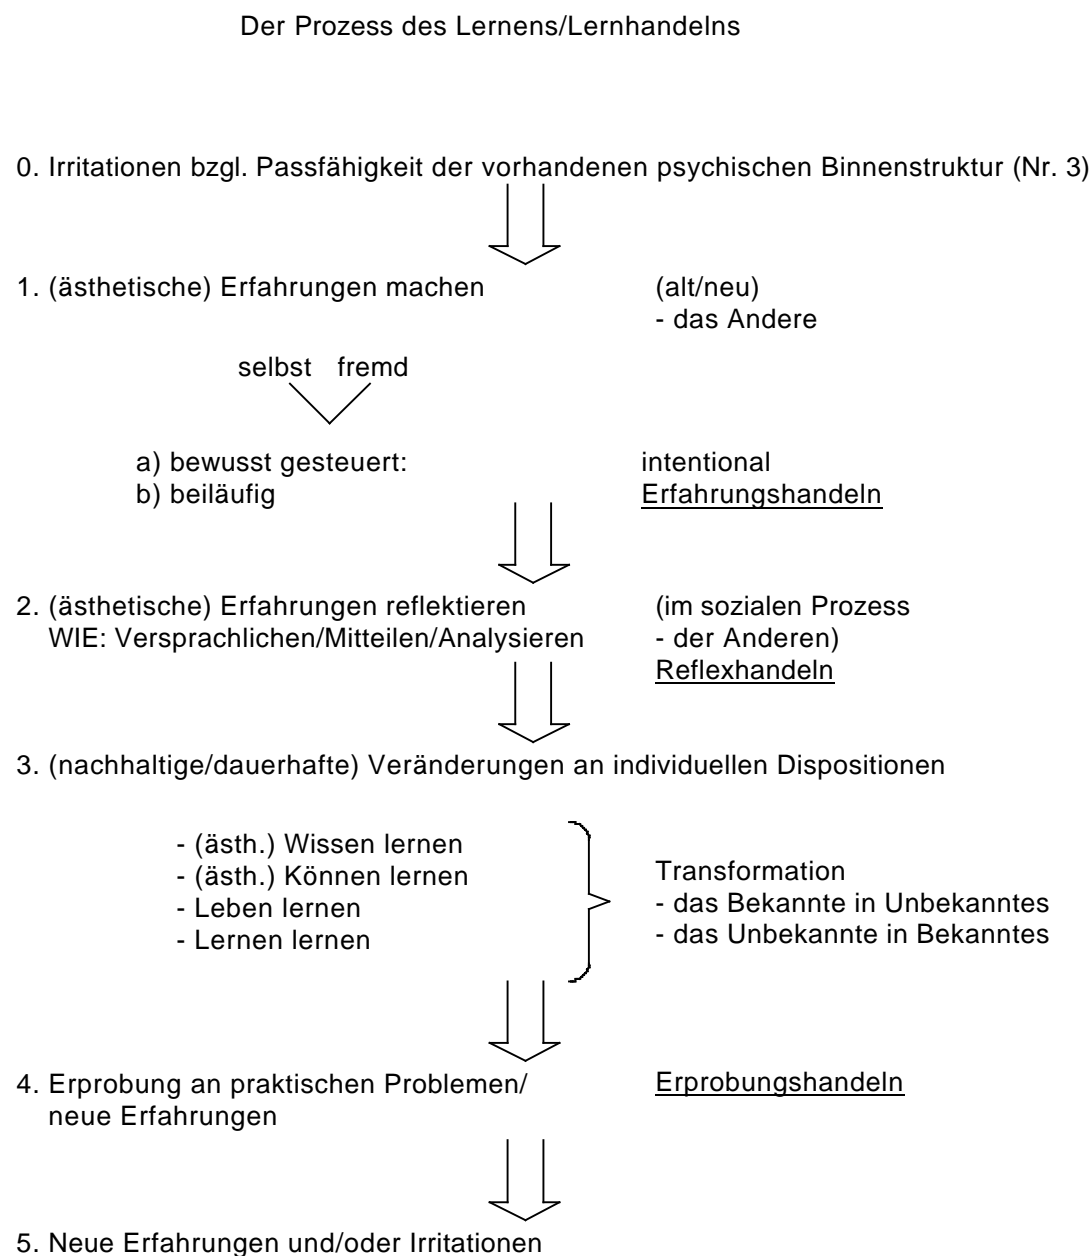 Der Prozess des Lernens/Lernhandelns
0. Irritationen bzgl. Passfähigkeit der vorhandenen psychischen Binnenstruktur (Nr. 3)
1. (ästhetische) Erfahrungen machen (alt/neu)
- das Andere
selbst fremd
a) bewusst gesteuert: intentional
b) beiläufig Erfahrungshandeln
2. (ästhetische) Erfahrungen reflektieren (im sozialen Prozess
WIE: Versprachlichen/Mitteilen/Analysieren - der Anderen)
Reflexhandeln
3. (nachhaltige/dauerhafte) Veränderungen an individuellen Dispositionen
- (ästh.) Wissen lernen
- (ästh.) Können lernen Transformation
- Leben lernen - das Bekannte in Unbekanntes
- Lernen lernen - das Unbekannte in Bekanntes
4. Erprobung an praktischen Problemen/ Erprobungshandeln
neue Erfahrungen
5. Neue Erfahrungen und/oder Irritationen